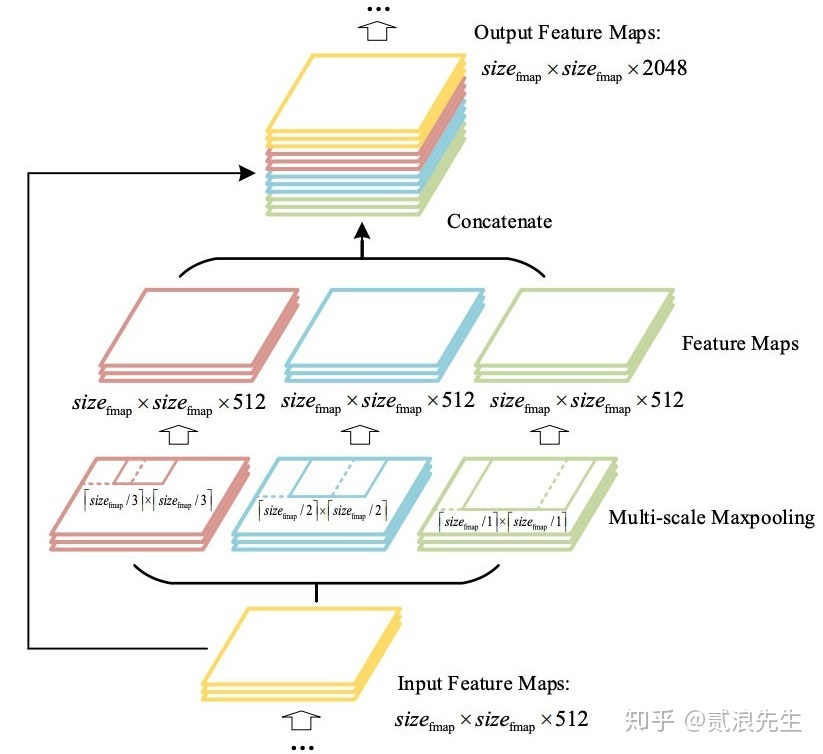 ...
Output Feature Maps:
size_fmap × size_fmap × 2048
Concatenate
Feature Maps
size_fmap × size_fmap × 512
size_fmap × size_fmap × 512
size_fmap × size_fmap × 512
⌈size_fmap / 3⌉ × ⌈size_fmap / 3⌉
⌈size_fmap / 2⌉ × ⌈size_fmap / 2⌉
⌈size_fmap / 1⌉ × ⌈size_fmap / 1⌉
Multi-scale Maxpooling
Input Feature Maps:
size_fmap × size_fmap × 512
...
知乎 @贰浪先生